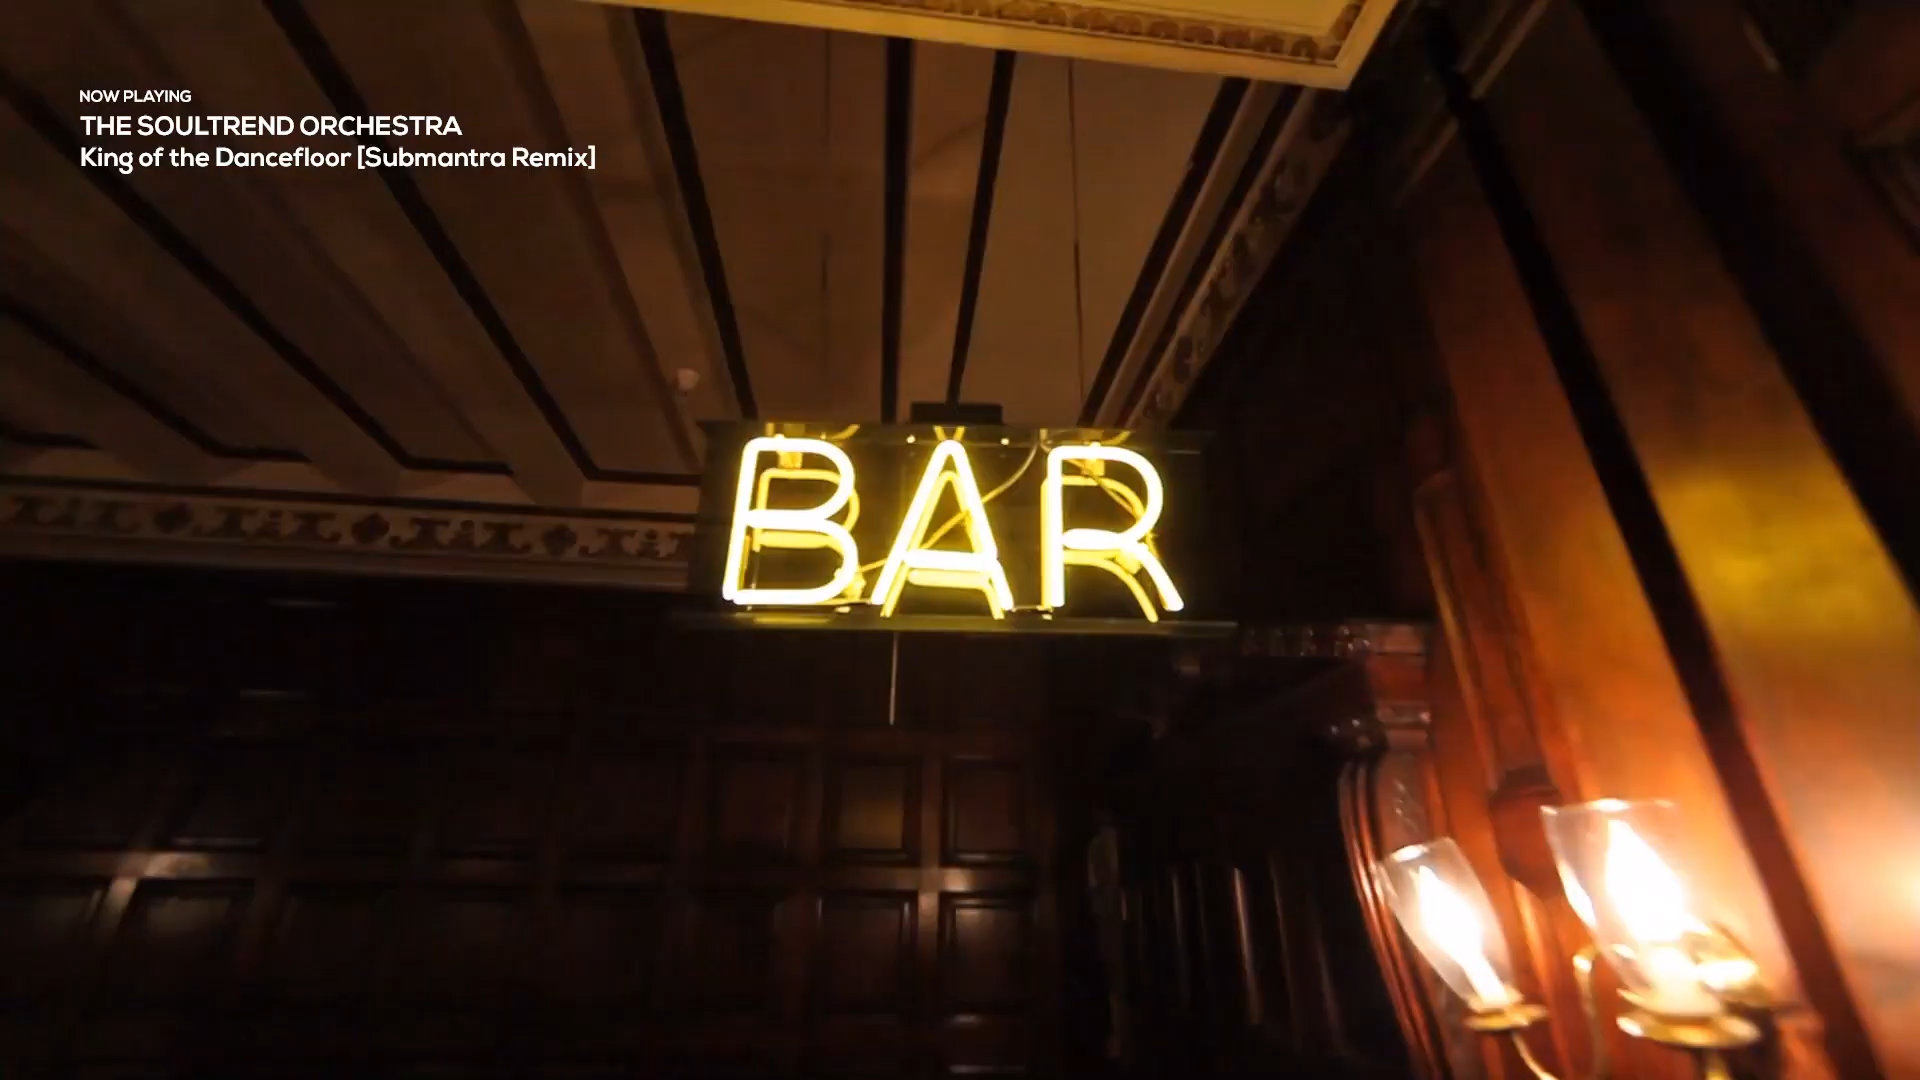 NOW PLAYING
THE SOULTREND ORCHESTRA
King of the Dancefloor [Submantra Remix]
BAR